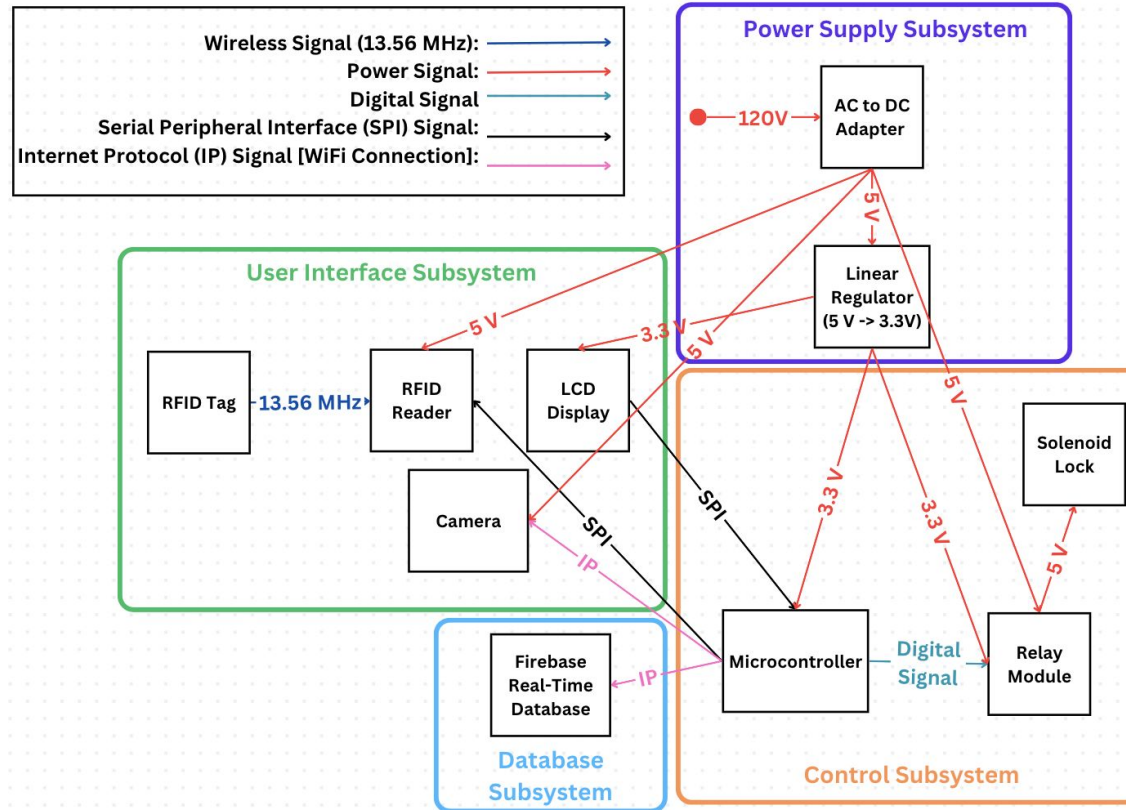 Wireless Signal (13.56 MHz):
Power Signal:
Digital Signal
Serial Peripheral Interface (SPI) Signal:
Internet Protocol (IP) Signal [WiFi Connection]:
Power Supply Subsystem
AC to DC
Adapter
120V
5 V
Linear
Regulator
(5 V -> 3.3V)
User Interface Subsystem
5 V
3.3 V
5 V
5 V
RFID Tag
13.56 MHz
RFID
Reader
LCD
Display
Camera
SPI
SPI
IP
3.3 V
3.3 V
Solenoid
Lock
5 V
Microcontroller
Digital
Signal
Relay
Module
Firebase
Real-Time
Database
IP
Database
Subsystem
Control Subsystem